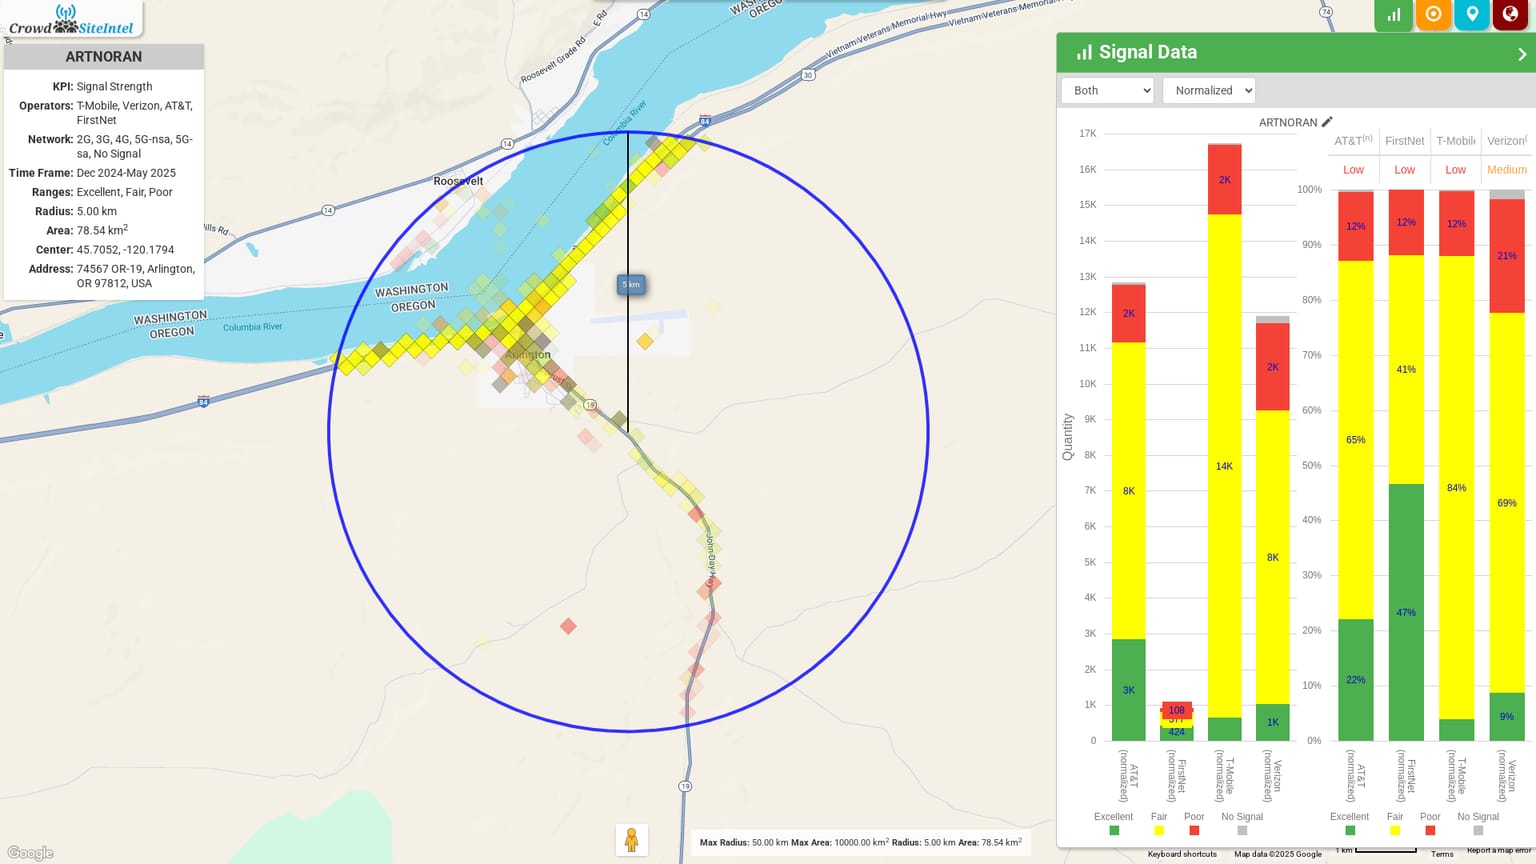 Crowd SiteIntel
ARTNORAN
KPI: Signal Strength
Operators: T-Mobile, Verizon, AT&T,
FirstNet
Network: 2G, 3G, 4G, 5G-nsa, 5G-
sa, No Signal
Time Frame: Dec 2024-May 2025
Ranges: Excellent, Fair, Poor
Radius: 5.00 km
Area: 78.54 km²
Center: 45.7052, -120.1794
Address: 74567 OR-19, Arlington,
OR 97812, USA
14
E Rd
Roosevelt Grade Rd
WASHINGTON
OREGON
Vietnam Veterans Memorial Hwy
Vietnam Veterans Memorial Hwy
74
30
84
Columbia River
14
Roosevelt
14
ills Rd
WASHINGTON
OREGON
WASHINGTON
OREGON
Columbia River
e
5 km
Arlington
84
19
John Day Hwy
19
Google
Max Radius: 50.00 km Max Area: 10000.00 km² Radius: 5.00 km Area: 78.54 km²
Keyboard shortcuts
Map data ©2025 Google
1 km
Terms
Report a map error
Signal Data
Both
Normalized
ARTNORAN
17K
16K
15K
14K
13K
12K
11K
10K
9K
8K
7K
6K
5K
4K
3K
2K
1K
0
Quantity
2K
8K
3K
108
377
424
2K
14K
2K
8K
1K
AT&T
(normalized)
FirstNet
(normalized)
T-Mobile
(normalized)
Verizon
(normalized)
Excellent
Fair
Poor
No Signal
AT&T(n)
FirstNet
T-Mobile
Verizon(
Low
Low
Low
Medium
100%
90%
80%
70%
60%
50%
40%
30%
20%
10%
0%
12%
65%
22%
12%
41%
47%
12%
84%
21%
69%
9%
AT&T
(normalized)
FirstNet
(normalized)
T-Mobile
(normalized)
Verizon
(normalized)
Excellent
Fair
Poor
No Signal